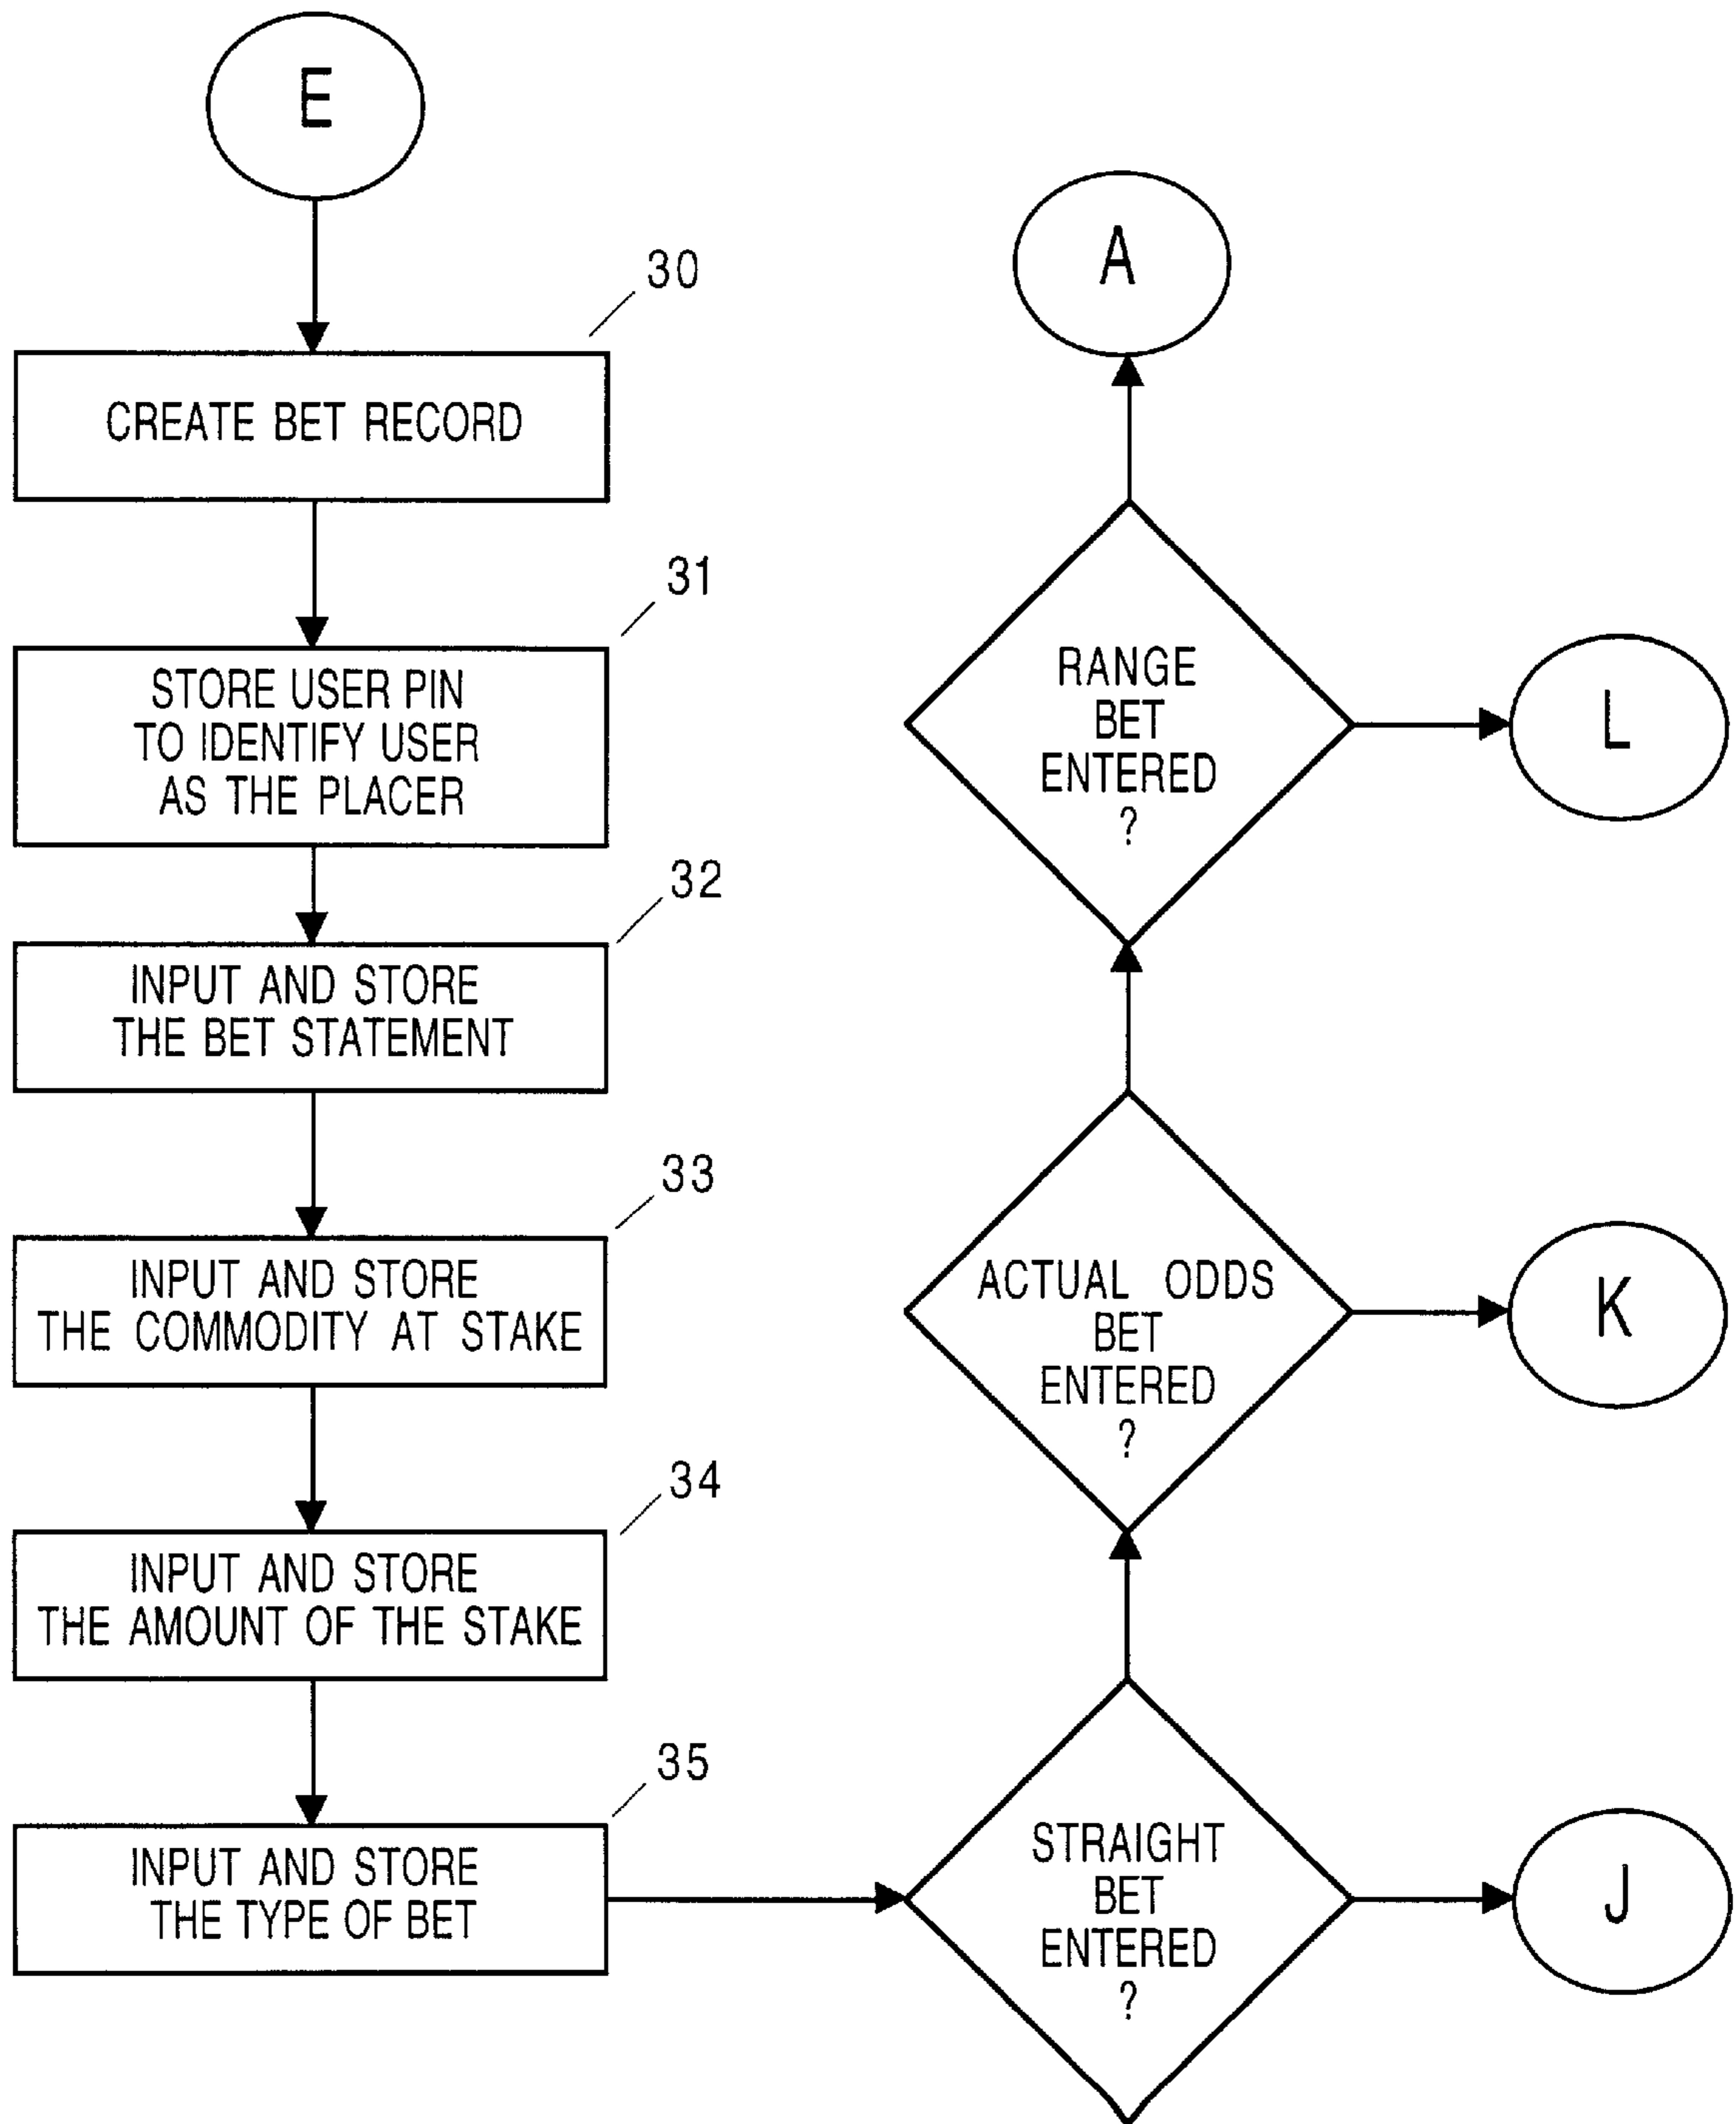 E
30
CREATE BET RECORD
31
STORE USER PIN
TO IDENTIFY USER
AS THE PLACER
32
INPUT AND STORE
THE BET STATEMENT
33
INPUT AND STORE
THE COMMODITY AT STAKE
34
INPUT AND STORE
THE AMOUNT OF THE STAKE
35
INPUT AND STORE
THE TYPE OF BET
A
RANGE
BET
ENTERED
?
L
ACTUAL ODDS
BET
ENTERED
?
K
STRAIGHT
BET
ENTERED
?
J